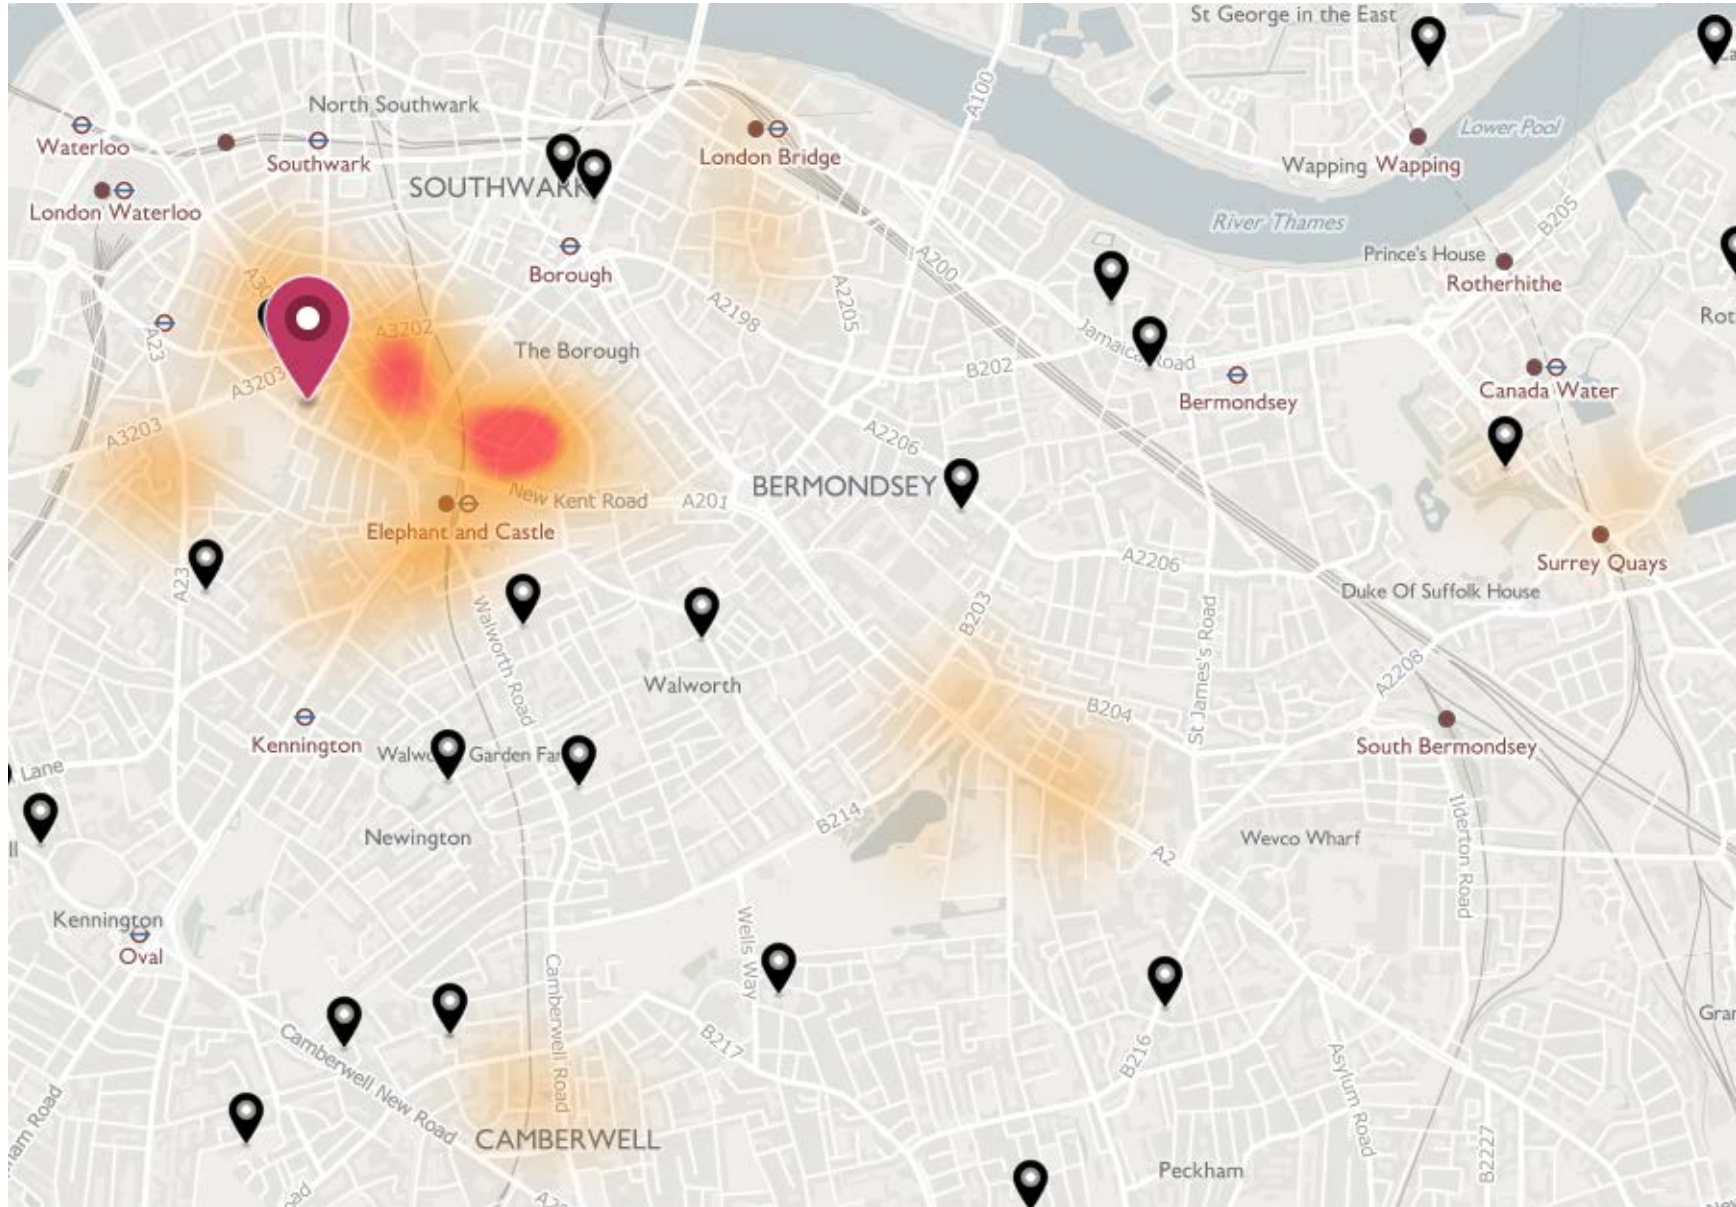 St George in the East
North Southwark
Waterloo
Southwark
London Bridge
A100
Lower Pool
Wapping
Wapping
SOUTHWARK
London Waterloo
River Thames
B205
Borough
Prince's House
Rotherhithe
A200
A2198
A2205
A3202
A23
The Borough
Jamaica Road
B202
A3203
Bermondsey
Canada Water
A3203
A2206
BERMONDSEY
New Kent Road
A201
Elephant and Castle
A2206
Surrey Quays
Duke Of Suffolk House
A23
B203
St James's Road
Walworth Road
Walworth
A2208
B204
Kennington
Garden
South Bermondsey
Lane
B214
Newington
A2
Wevco Wharf
Ilderton Road
Kennington
Oval
Wells Way
Camberwell Road
Camberwell New Road
B217
B216
Asylum Road
CAMBERWELL
Peckham
B2227
Road